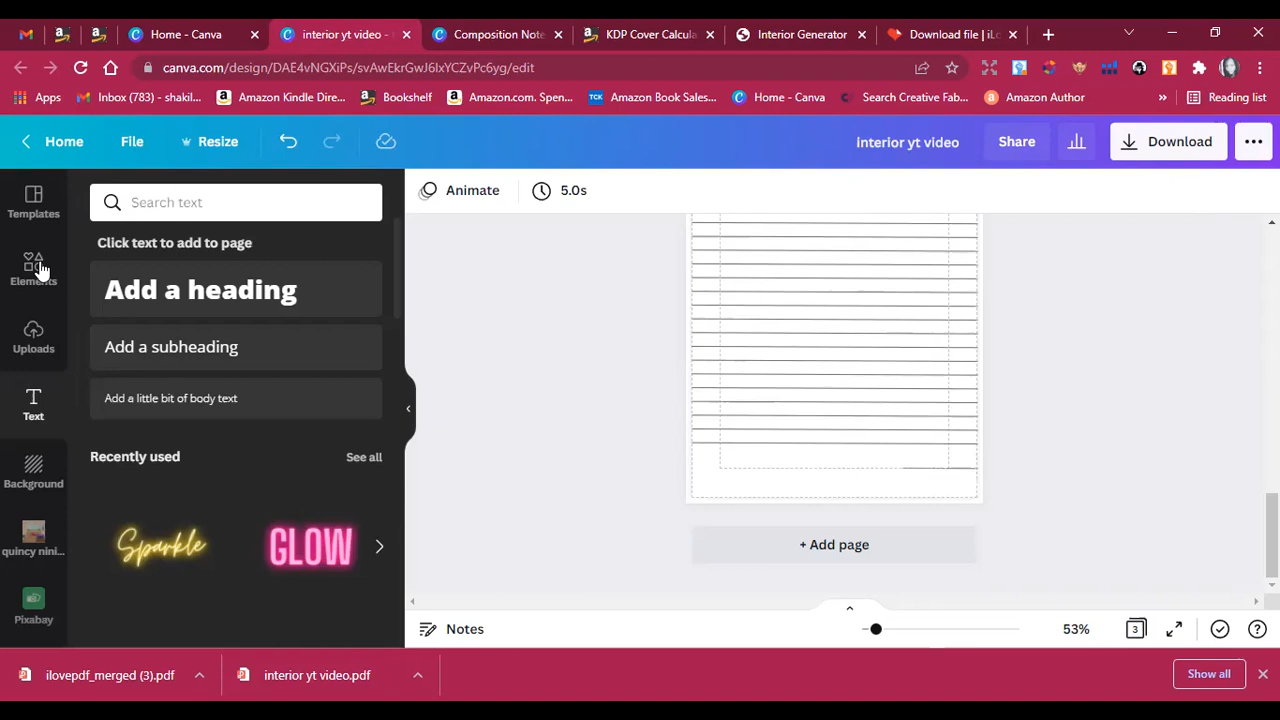 Home - Canva
interior yt video -
Composition Note
KDP Cover Calcula
Interior Generator
Download file | iLo
canva.com/design/DAE4vNGXiPs/svAwEkrGwJ6IxYCZvPc6yg/edit
Apps
Inbox (783) - shakil...
Amazon Kindle Dire...
Bookshelf
Amazon.com. Spen...
TCK
Amazon Book Sales...
Home - Canva
Search Creative Fab...
Amazon Author
Reading list
Home
File
Resize
Interior yt video
Share
Download
Templates
Elements
Uploads
Text
Background
quincy nini...
Pixabay
Search text
Click text to add to page
Add a heading
Add a subheading
Add a little bit of body text
Recently used
See all
Sparkle
GLOW
Animate
5.0s
+ Add page
Notes
53%
3
ilovepdf_merged (3).pdf
interior yt video.pdf
Show all